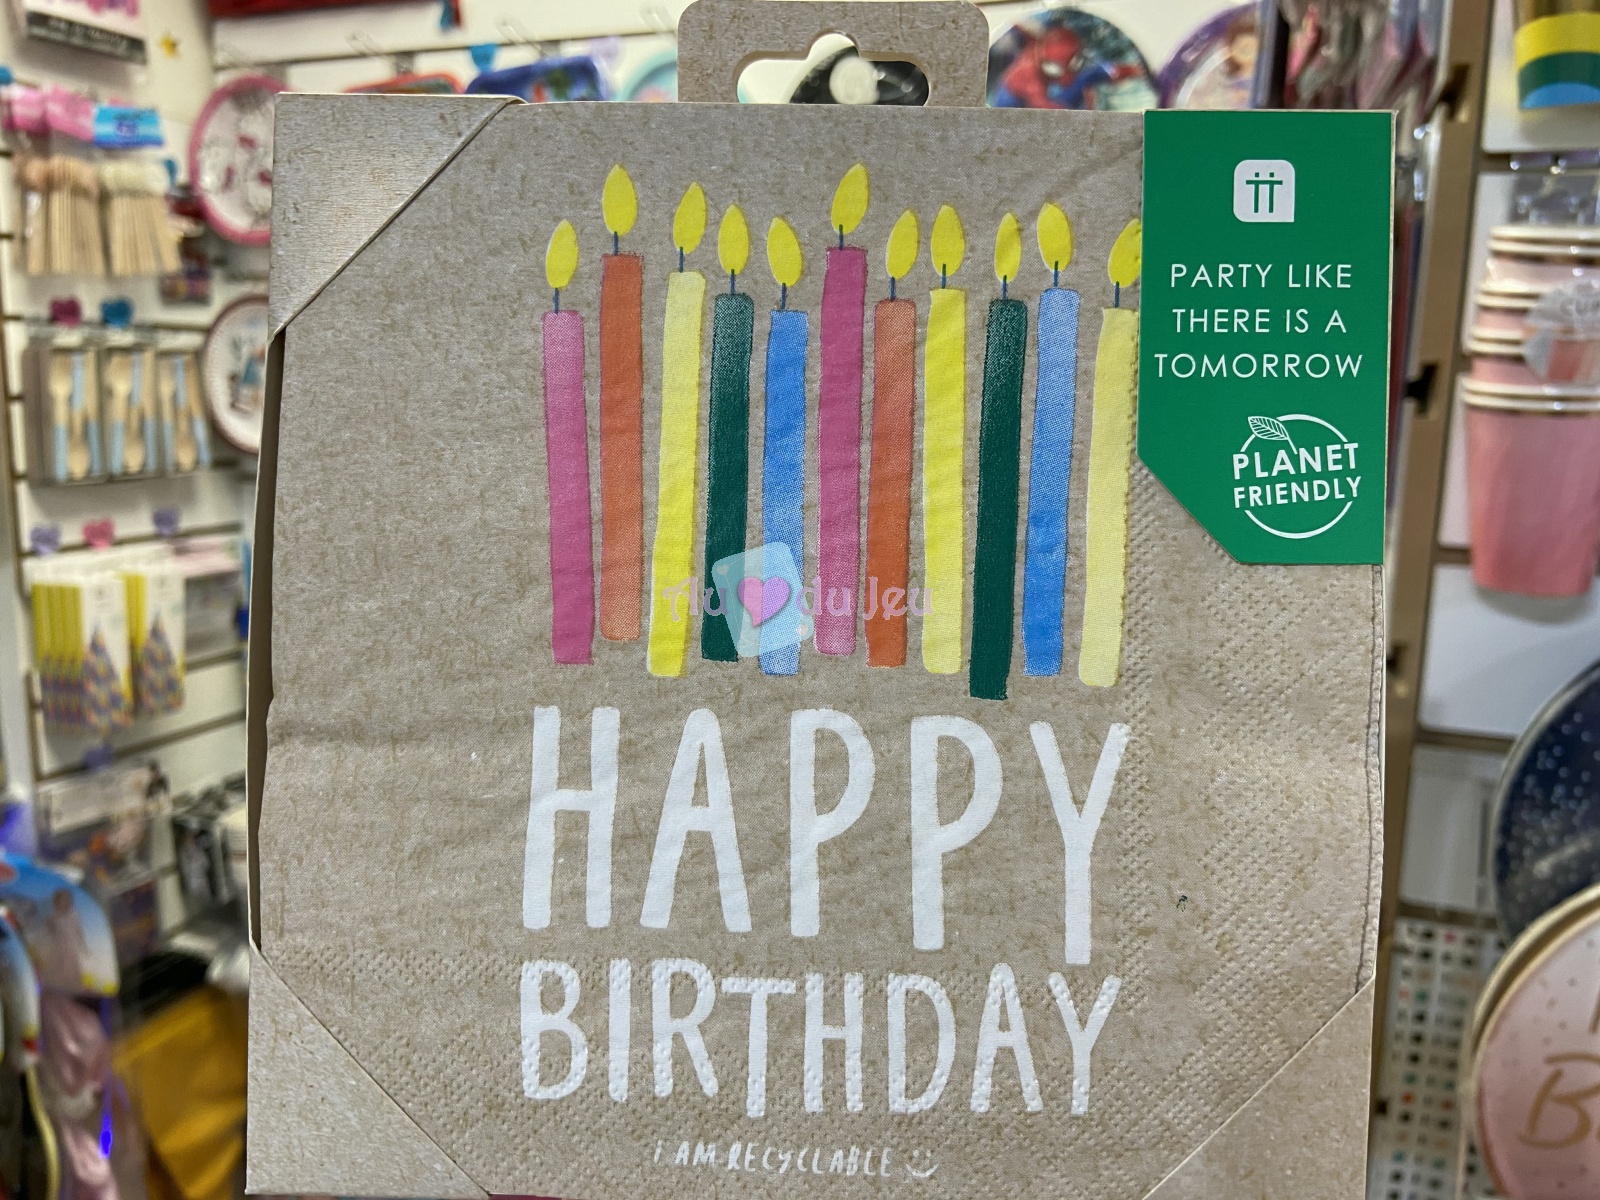 PARTY LIKE
THERE IS A
TOMORROW
PLANET
FRIENDLY
Au du Jeu
HAPPY
BIRTHDAY
I AM RECYCLABLE